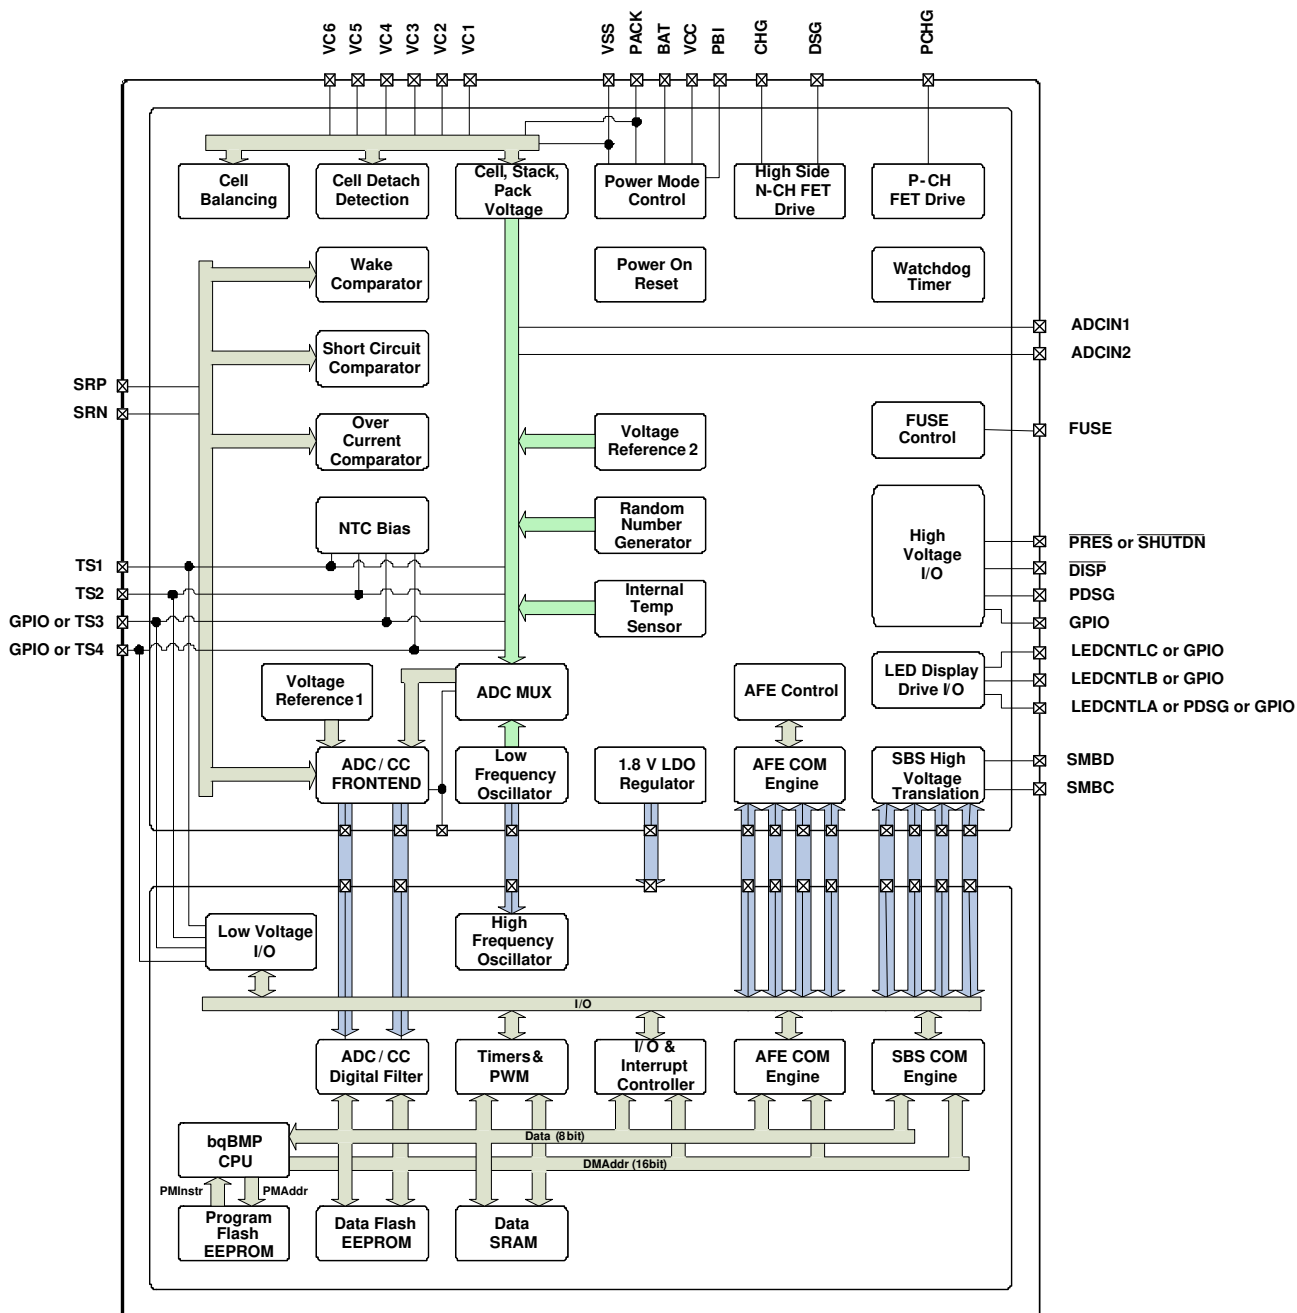 VC6
VC5
VC4
VC3
VC2
VC1
VSS
PACK
BAT
VCC
PBI
CHG
DSG
PCHG
Cell
Balancing
Cell Detach
Detection
Cell, Stack,
Pack
Voltage
Power Mode
Control
High Side
N-CH FET
Drive
P-CH
FET Drive
Wake
Comparator
Power On
Reset
Watchdog
Timer
ADCIN1
ADCIN2
Short Circuit
Comparator
SRP
SRN
Over
Current
Comparator
Voltage
Reference 2
FUSE
Control
FUSE
NTC Bias
Random
Number
Generator
High
Voltage
I/O
PRES or SHUTDN
DISP
PDSG
GPIO
TS1
TS2
GPIO or TS3
GPIO or TS4
Internal
Temp
Sensor
Voltage
Reference 1
ADC MUX
AFE Control
LED Display
Drive I/O
LEDCNTLC or GPIO
LEDCNTLB or GPIO
LEDCNTLA or PDSG or GPIO
ADC / CC
FRONTEND
Low
Frequency
Oscillator
1.8 V LDO
Regulator
AFE COM
Engine
SBS High
Voltage
Translation
SMBD
SMBC
Low Voltage
I/O
High
Frequency
Oscillator
I/O
ADC / CC
Digital Filter
Timers &
PWM
I/O &
Interrupt
Controller
AFE COM
Engine
SBS COM
Engine
bqBMP
CPU
Data (8bit)
DMAddr (16bit)
PMInstr
PMAddr
Program
Flash
EEPROM
Data Flash
EEPROM
Data
SRAM